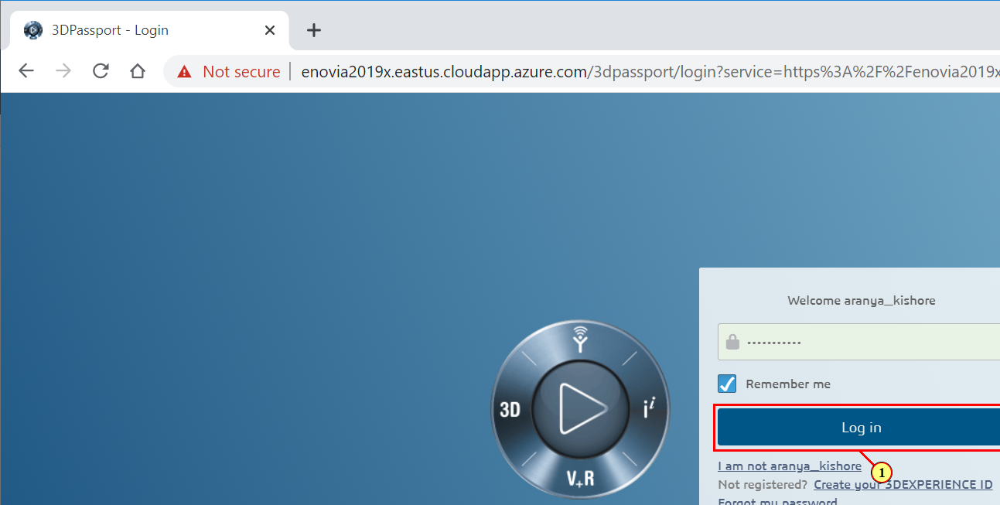 3DPassport - Login
Not secure
enovia2019x.eastus.cloudapp.azure.com/3dpassport/login?service=https%3A%2F%2Fenovia2019x
Welcome aranya_kishore
Remember me
Log in
3D
iⁱ
V+R
I am not aranya_kishore
1
Not registered? Create your 3DEXPERIENCE ID
Forgot my password